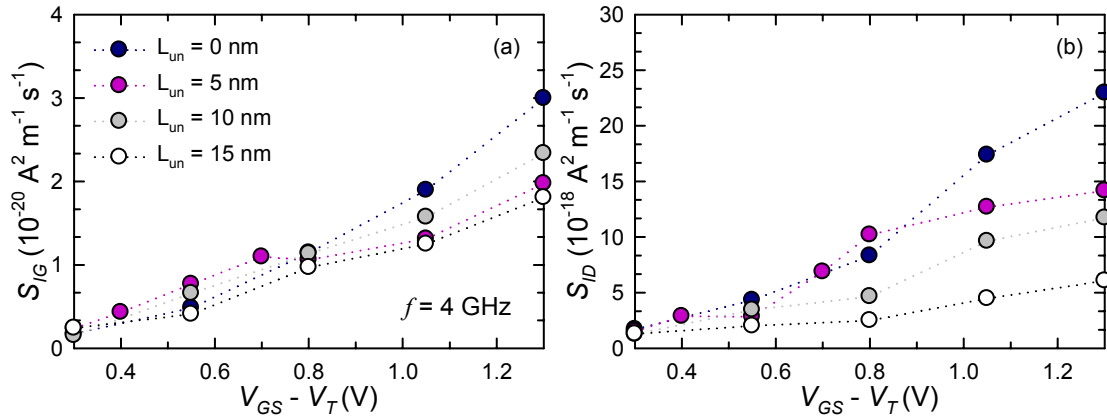 4
3
2
1
0
S_IG (10^-20 A^2 m^-1 s^-1)
(a)
L_un = 0 nm
L_un = 5 nm
L_un = 10 nm
L_un = 15 nm
f = 4 GHz
0.4 0.6 0.8 1.0 1.2
V_GS - V_T (V)
30
25
20
15
10
5
0
S_ID (10^-18 A^2 m^-1 s^-1)
(b)
0.4 0.6 0.8 1.0 1.2
V_GS - V_T (V)